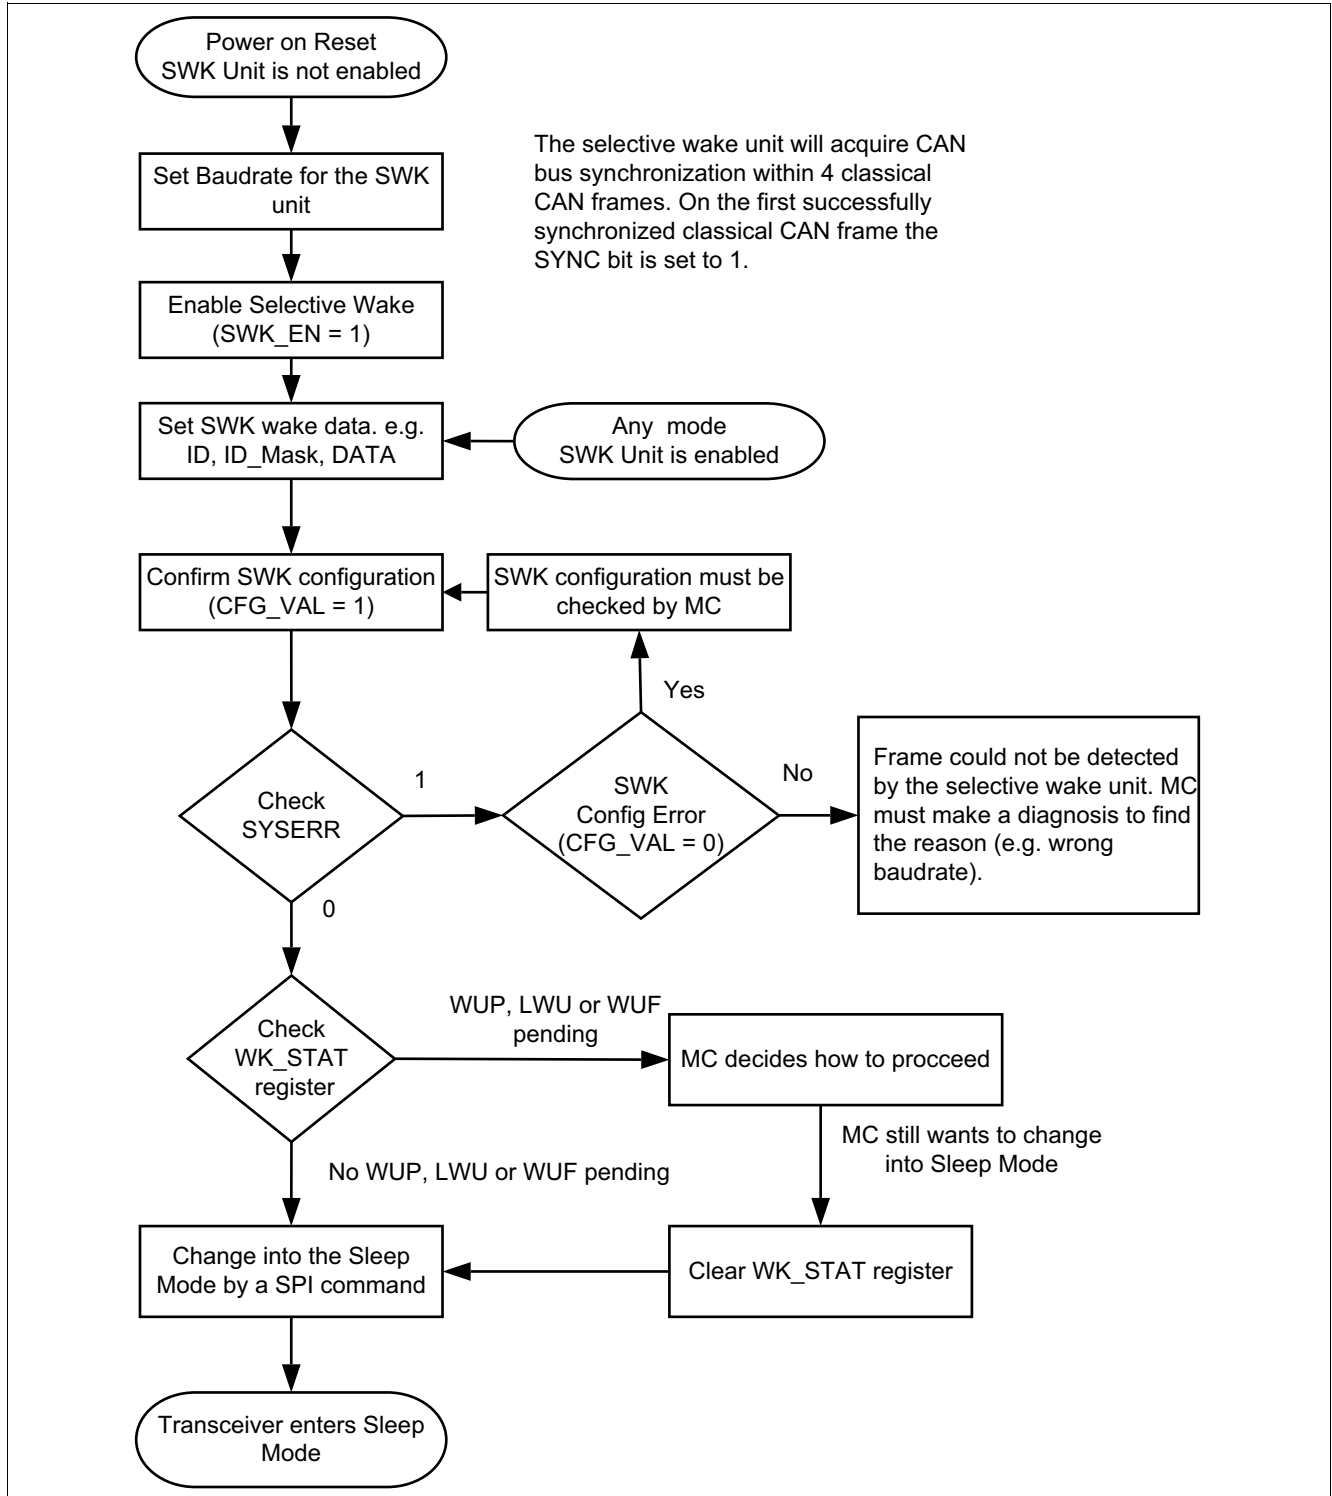 Power on Reset
SWK Unit is not enabled
The selective wake unit will acquire CAN
bus synchronization within 4 classical
CAN frames. On the first successfully
synchronized classical CAN frame the
SYNC bit is set to 1.
Set Baudrate for the SWK
unit
Enable Selective Wake
(SWK_EN = 1)
Set SWK wake data. e.g.
ID, ID_Mask, DATA
Any mode
SWK Unit is enabled
Confirm SWK configuration
(CFG_VAL = 1)
SWK configuration must be
checked by MC
Yes
Check
SYSERR
1
SWK
Config Error
(CFG_VAL = 0)
No
Frame could not be detected
by the selective wake unit. MC
must make a diagnosis to find
the reason (e.g. wrong
baudrate).
0
Check
WK_STAT
register
WUP, LWU or WUF
pending
MC decides how to procceed
MC still wants to change
into Sleep Mode
No WUP, LWU or WUF pending
Change into the Sleep
Mode by a SPI command
Clear WK_STAT register
Transceiver enters Sleep
Mode